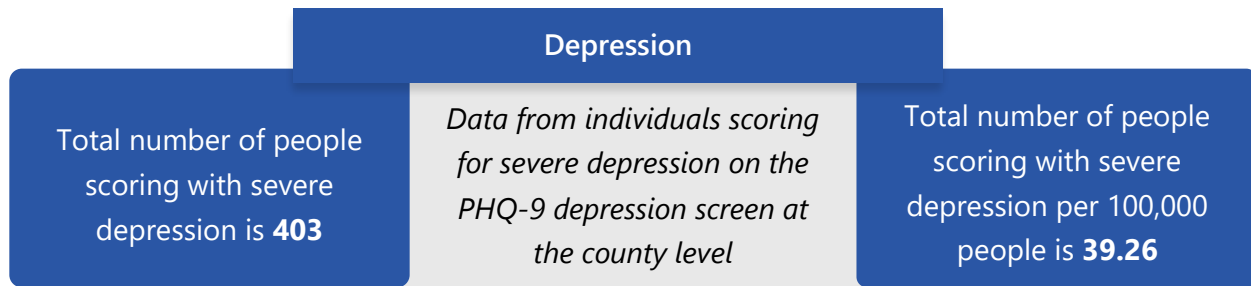 Depression
Total number of people
scoring with severe
depression is 403
Data from individuals scoring
for severe depression on the
PHQ-9 depression screen at
the county level
Total number of people
scoring with severe
depression per 100,000
people is 39.26